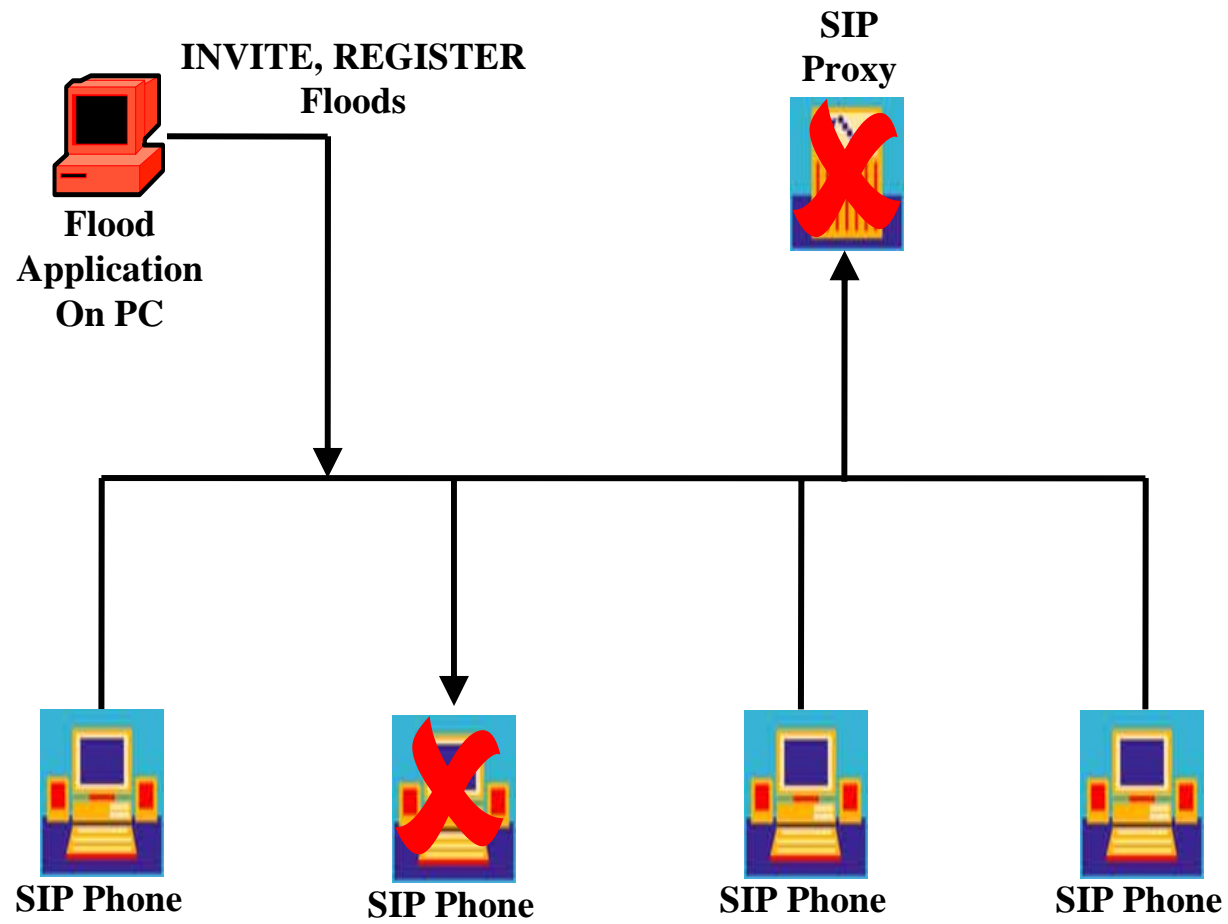 INVITE, REGISTER
Floods
SIP
Proxy
Flood
Application
On PC
SIP Phone
SIP Phone
SIP Phone
SIP Phone